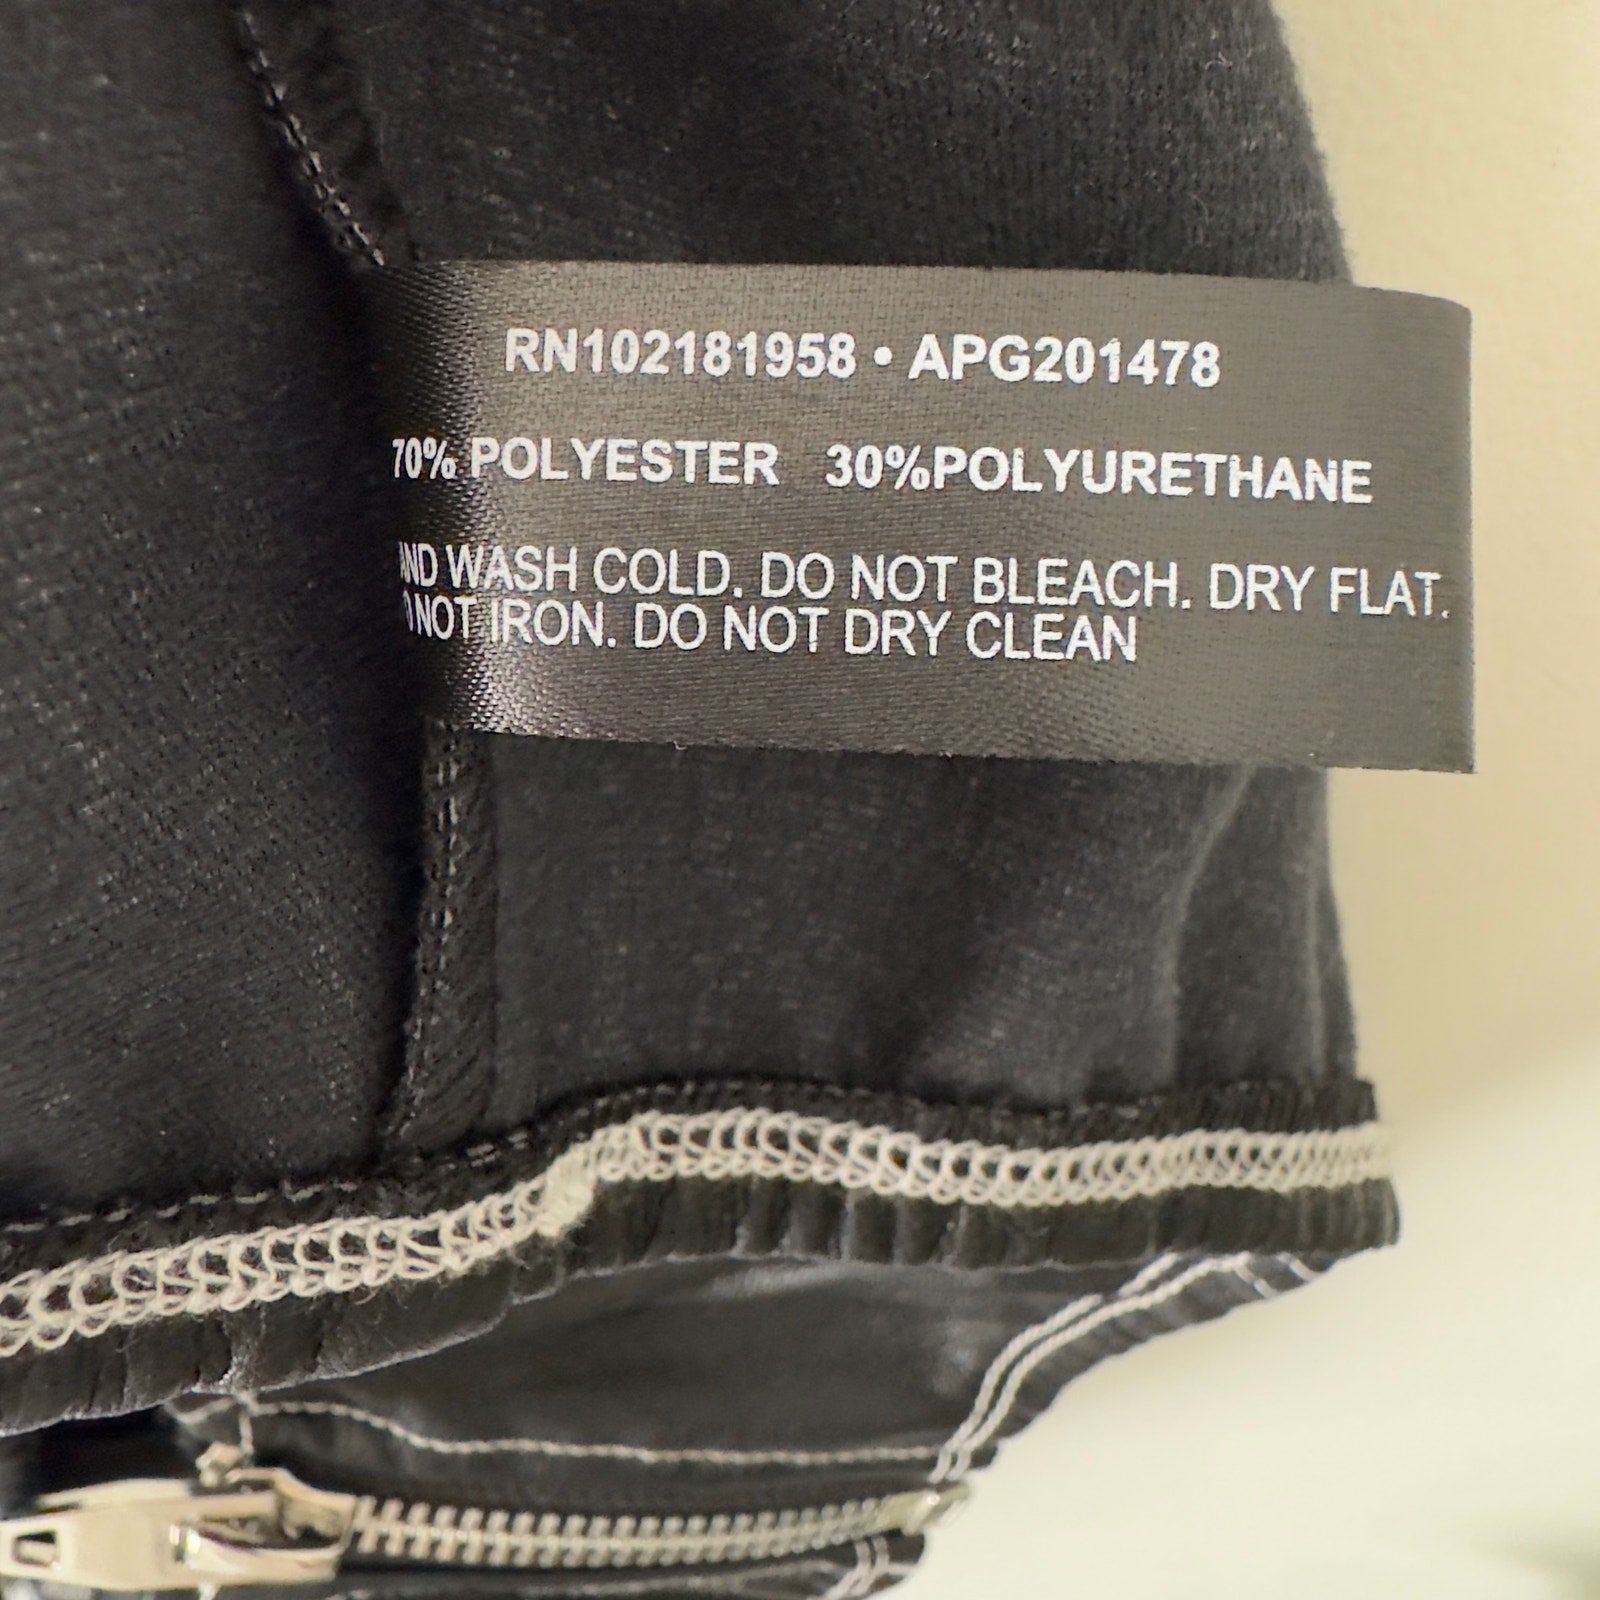 RN102181958 • APG201478
70% POLYESTER 30%POLYURETHANE
ND WASH COLD. DO NOT BLEACH. DRY FLAT.
O NOT IRON. DO NOT DRY CLEAN